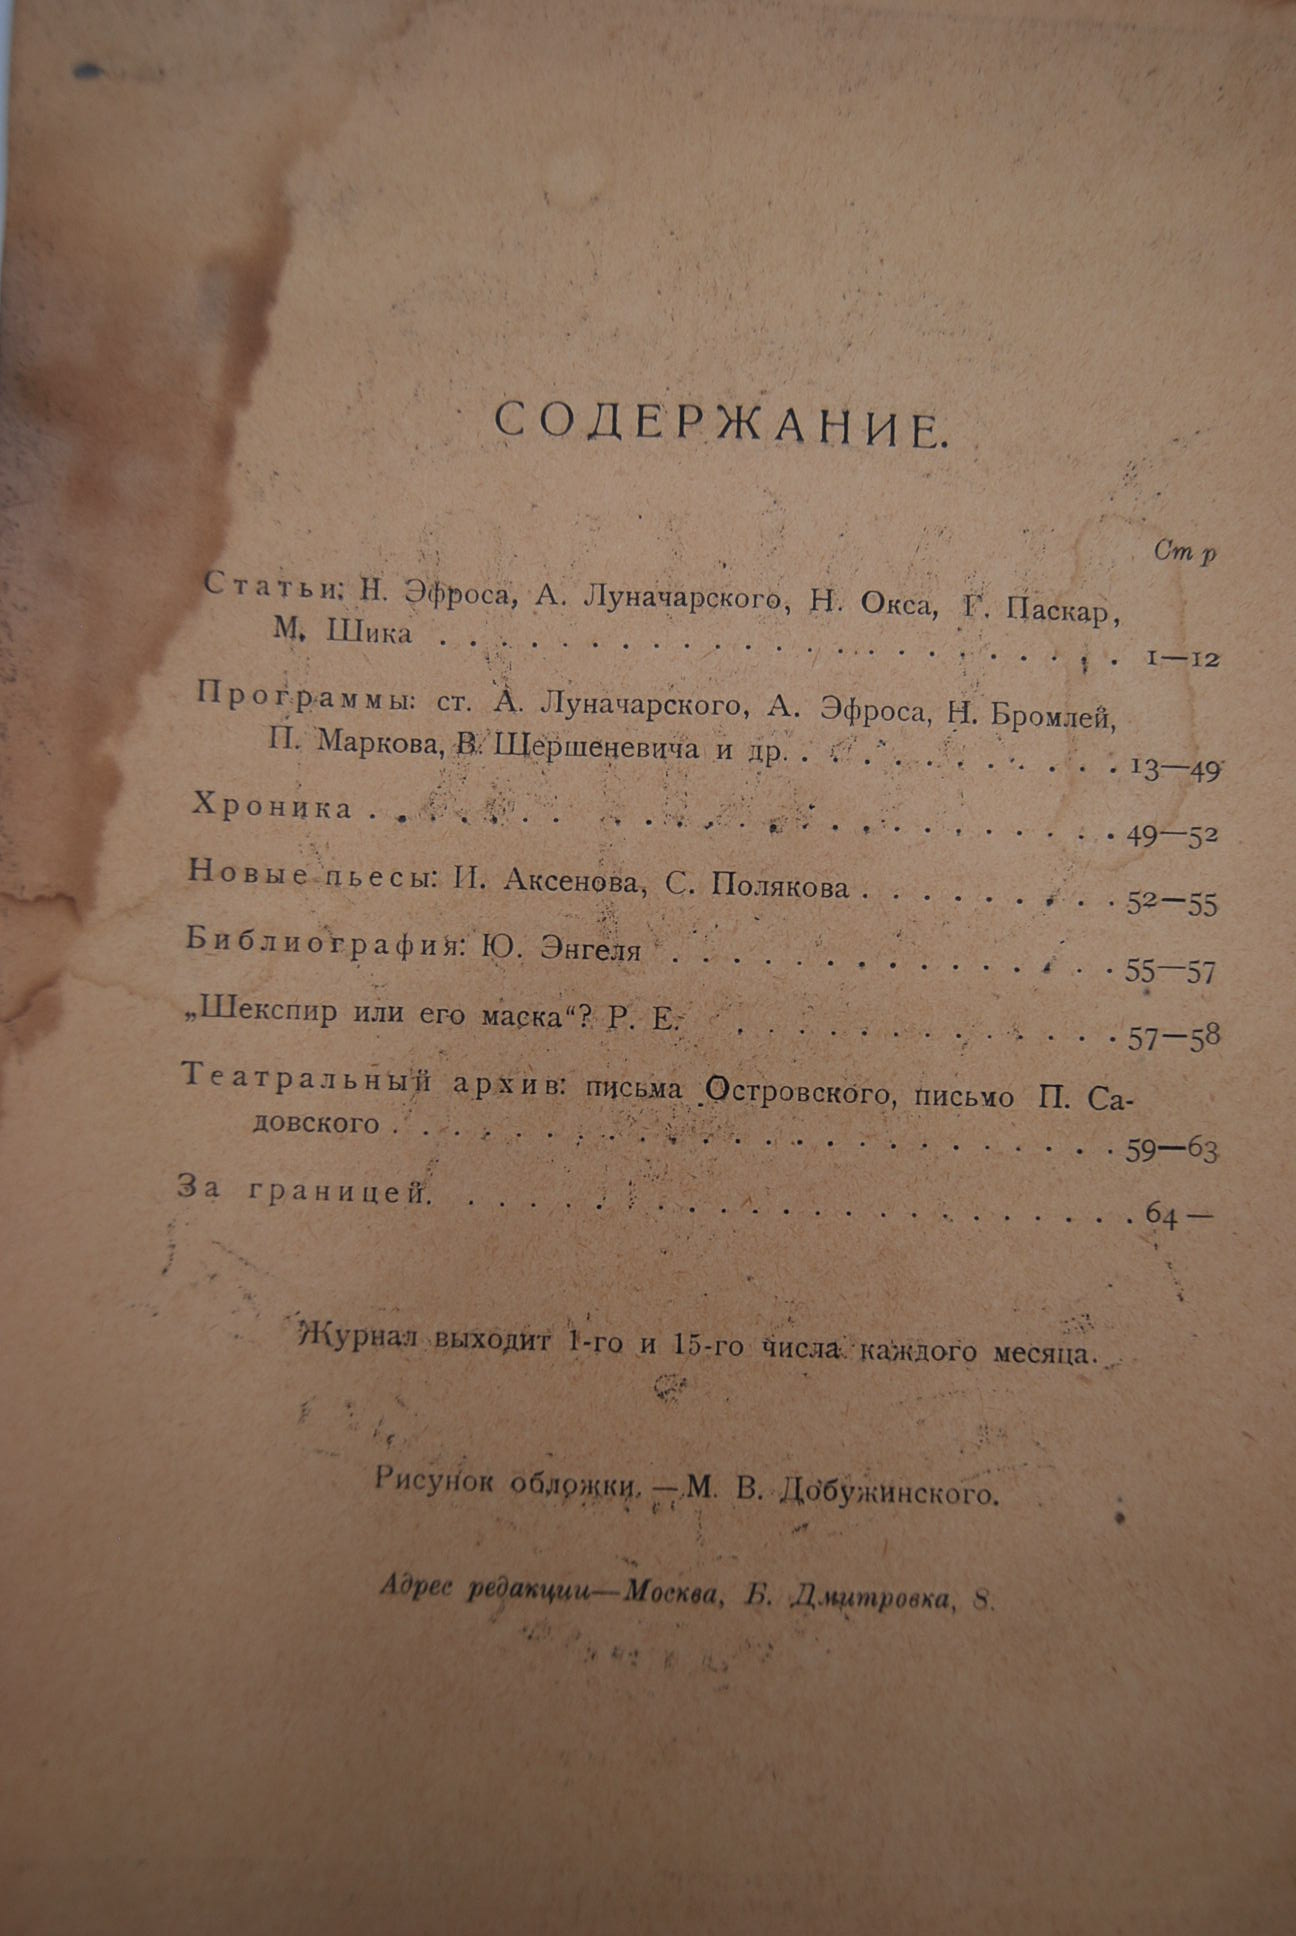 СОДЕРЖАНИЕ.
Стр
Статьи: Н. Эфроса, А. Луначарского, Н. Окса, Г. Паскар,
М. Шика . . . . . . . . . . . . . . . . . . . . . . . 1—12
Программы: ст. А. Луначарского, А. Эфроса, Н. Бромлей,
П. Маркова, В. Шершеневича и др. . . . . . . . . . . . 13—49
Хроника . . . . . . . . . . . . . . . . . . . . . . . . 49—52
Новые пьесы: И. Аксенова, С. Полякова . . . . . . . . . 52—55
Библиография: Ю. Энгеля . . . . . . . . . . . . . . . 55—57
„Шекспир или его маска“? Р. Е. . . . . . . . . . . . . . 57—58
Театральный архив: письма Островского, письмо П. Са-
довского . . . . . . . . . . . . . . . . . . . . . . . . 59—63
За границей. . . . . . . . . . . . . . . . . . . . . . . 64 —
Журнал выходит 1-го и 15-го числа каждого месяца.
Рисунок обложки. — М. В. Добужинского.
Адрес редакции—Москва, Б. Дмитровка, 8.